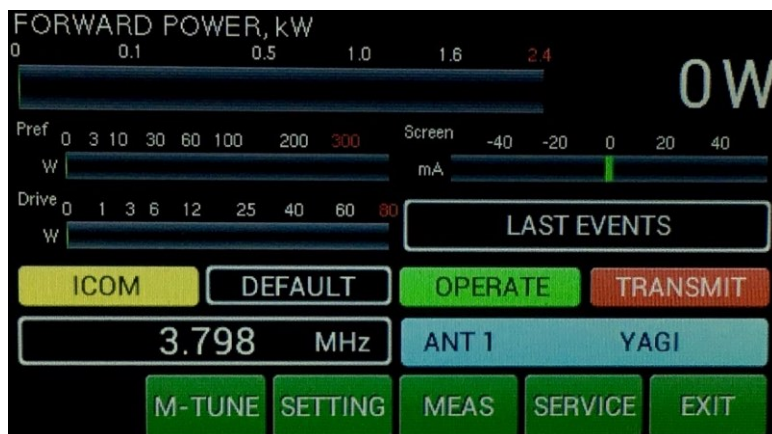 FORWARD POWER, kW
0 0.1 0.5 1.0 1.6 2.4
0 W
Pref 0 3 10 30 60 100 200 300
W
Screen -40 -20 0 20 40
mA
Drive 0 1 3 6 12 25 40 60 80
W
LAST EVENTS
ICOM DEFAULT OPERATE TRANSMIT
3.798 MHz ANT 1 YAGI
M-TUNE SETTING MEAS SERVICE EXIT